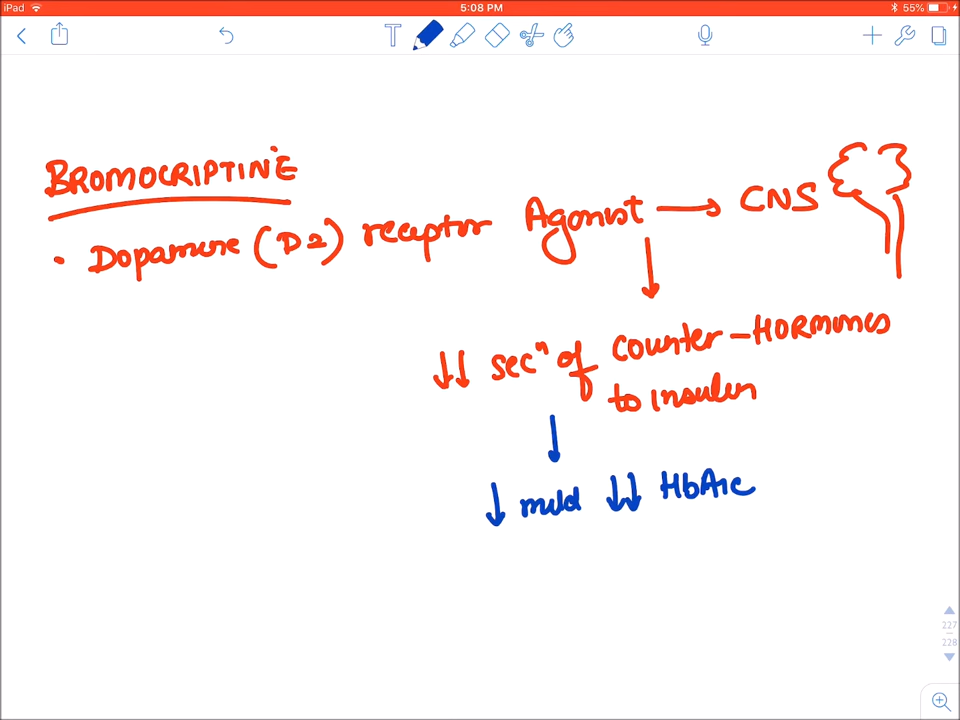 iPad 5:08 PM 55%
T
BROMOCRIPTINE
• Dopamine (D2) receptor Agonist → CNS
↓↓ secⁿ of counter-HORMONES
to insulin
↓ mild ↓↓ HbA1c
227
228